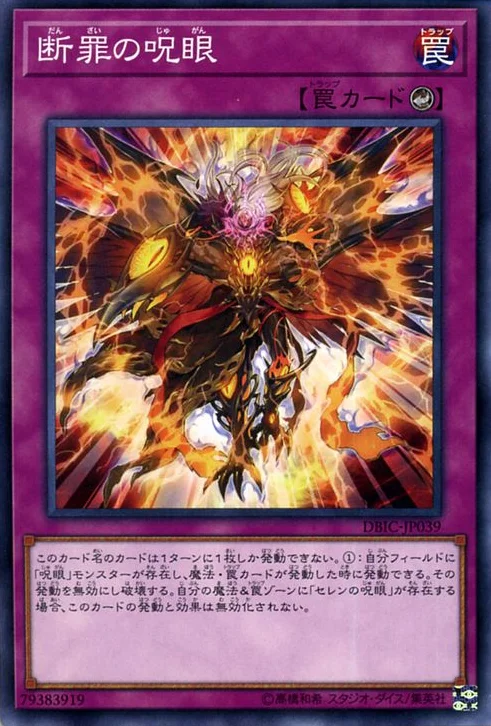 断罪の呪眼
罠
【罠カード】
DBIC-JP039
このカード名のカードは1ターンに1枚しか発動できない。①:自分フィールドに
「呪眼」モンスターが存在し、魔法・罠カードが発動した時に発動できる。その
発動を無効にし破壊する。自分の魔法&罠ゾーンに「セレンの呪眼」が存在する
場合、このカードの発動と効果は無効化されない。
79383919
©高橋和希 スタジオ・ダイス/集英社